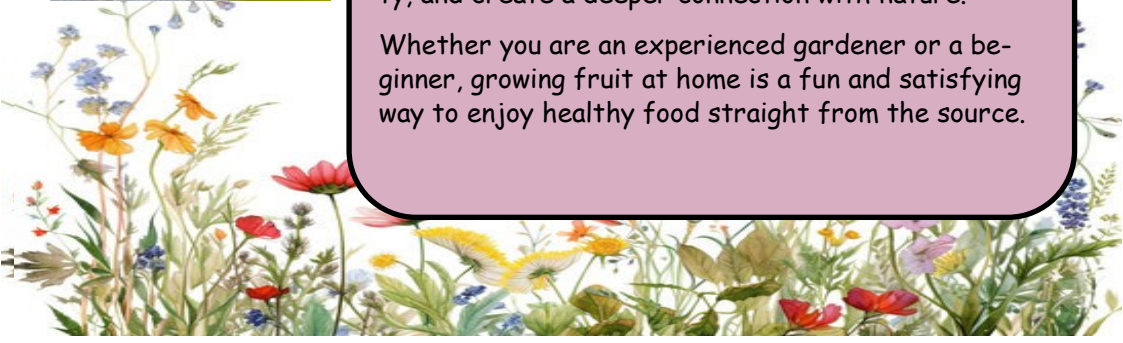 ty, and create a deeper connection with nature.
Whether you are an experienced gardener or a be-
ginner, growing fruit at home is a fun and satisfying
way to enjoy healthy food straight from the source.